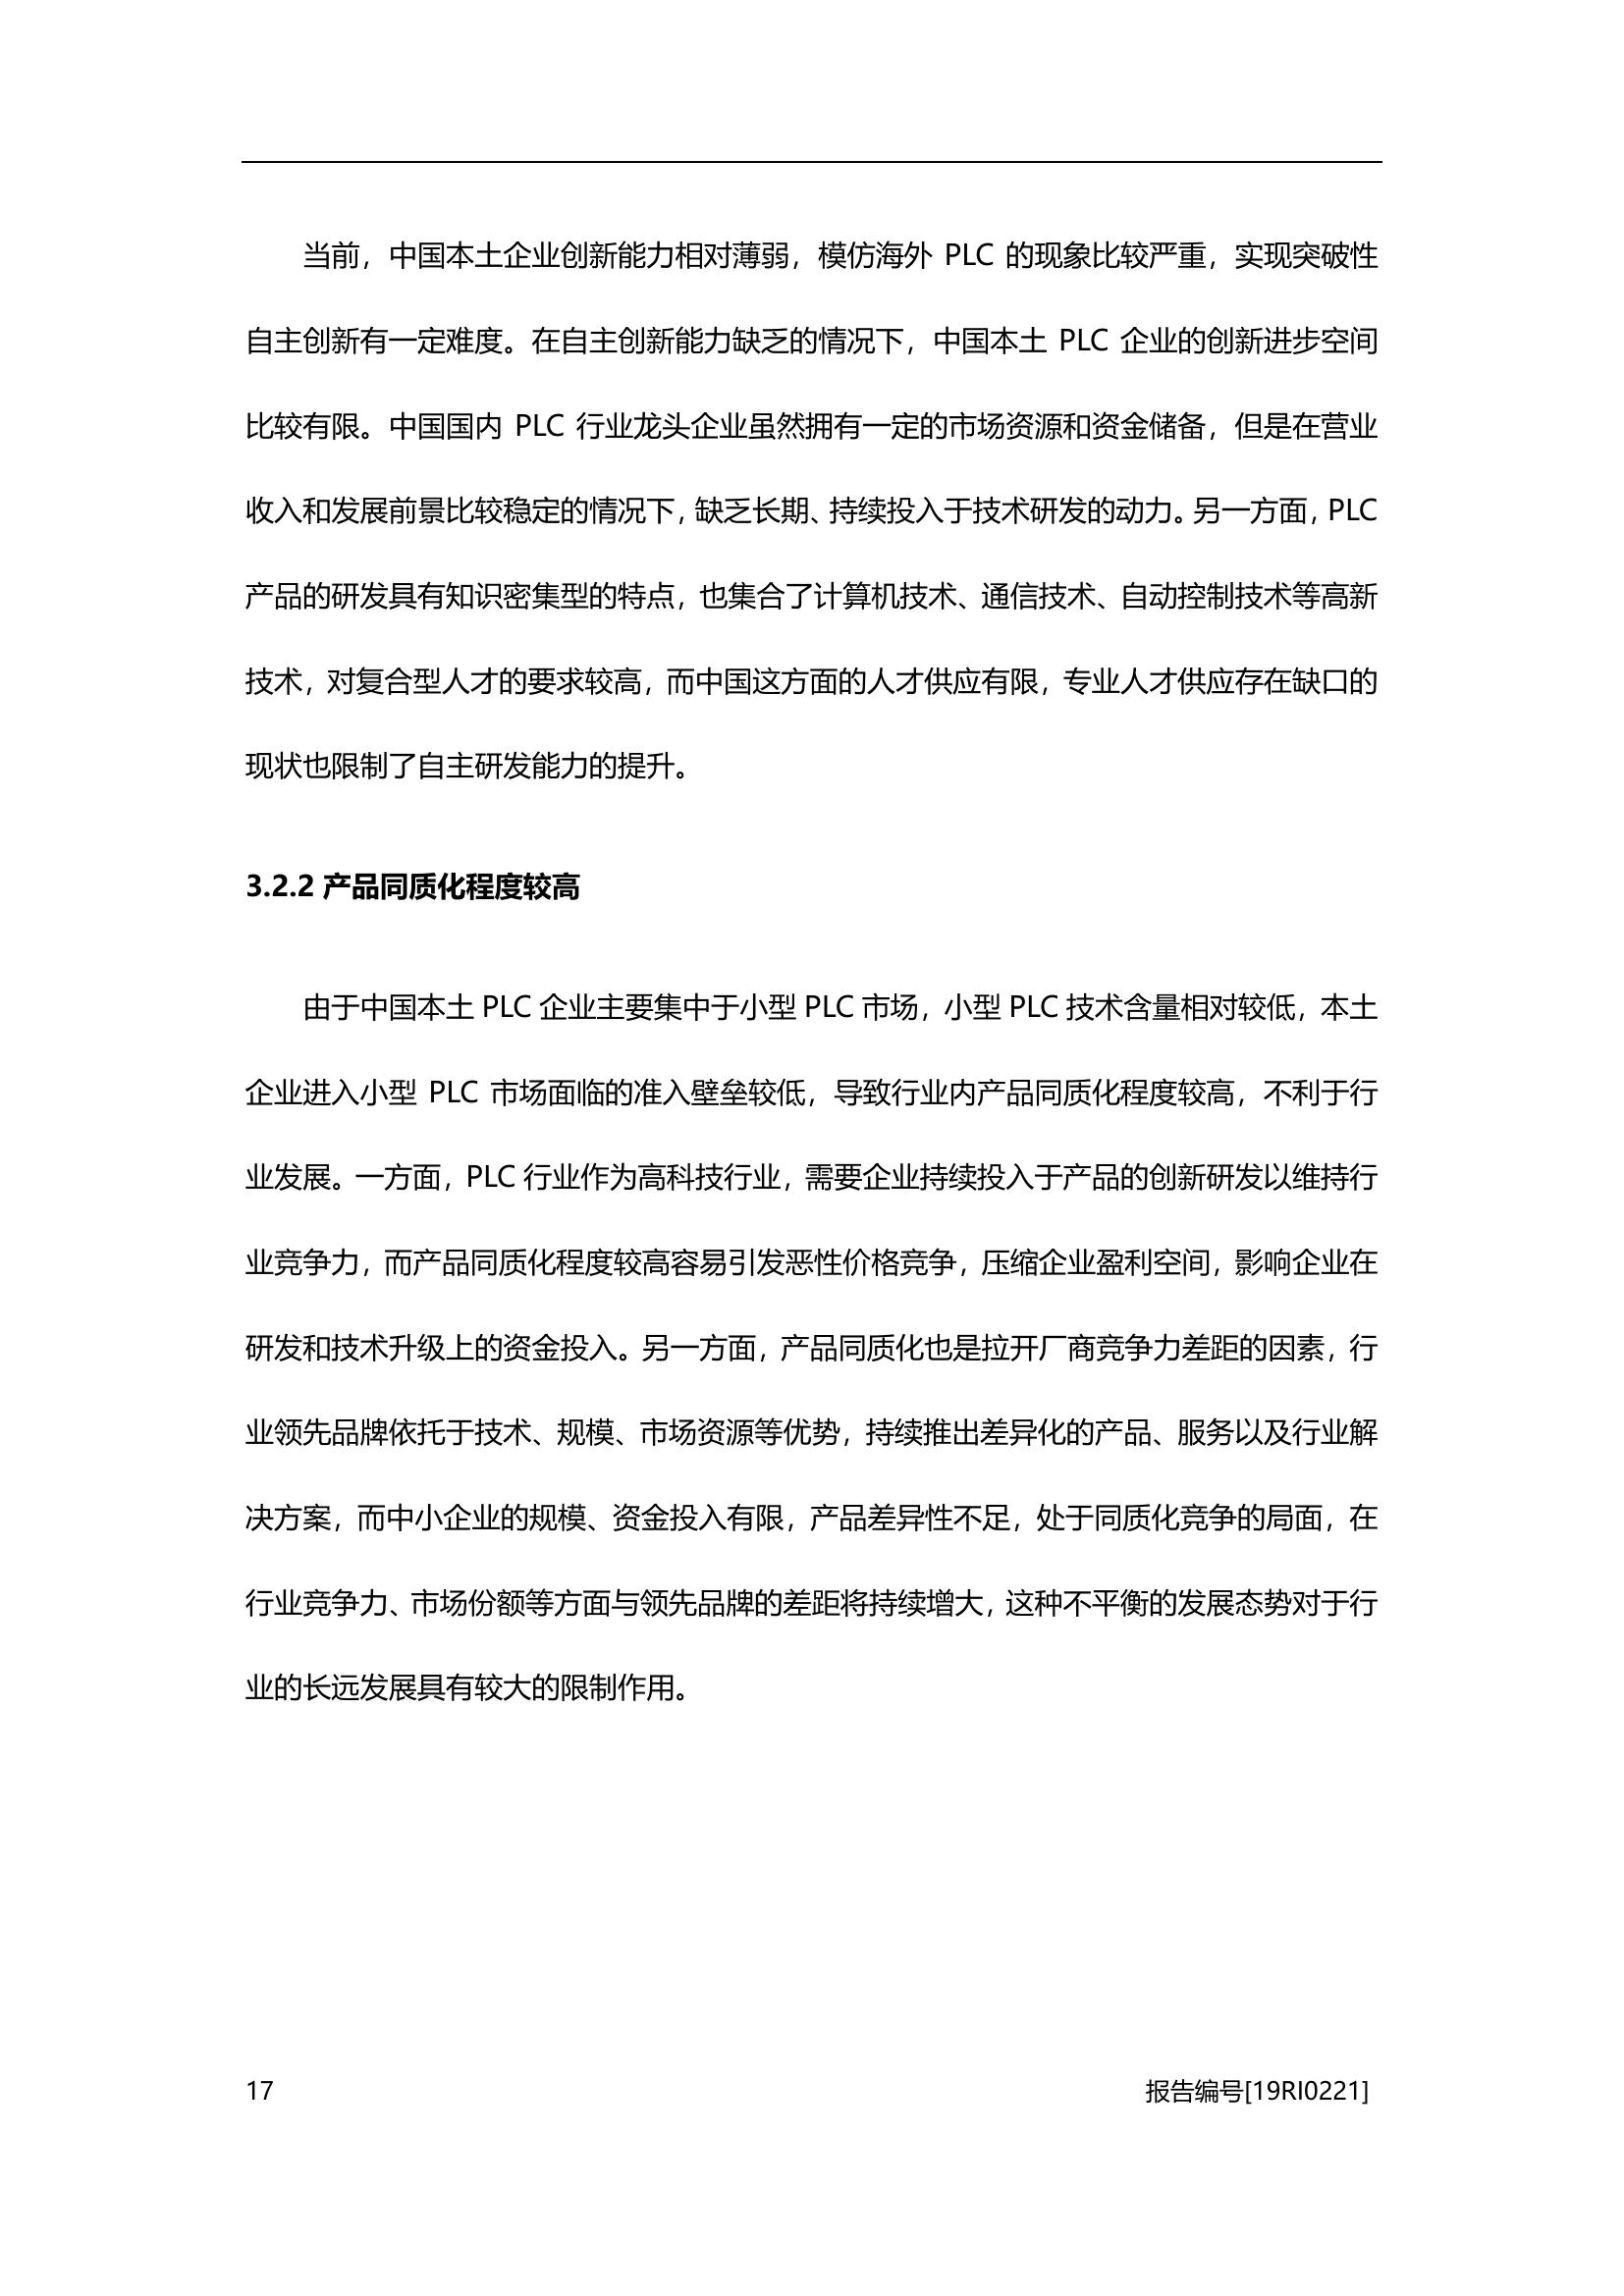 当前，中国本土企业创新能力相对薄弱，模仿海外 PLC 的现象比较严重，实现突破性
自主创新有一定难度。在自主创新能力缺乏的情况下，中国本土 PLC 企业的创新进步空间
比较有限。中国国内 PLC 行业龙头企业虽然拥有一定的市场资源和资金储备，但是在营业
收入和发展前景比较稳定的情况下，缺乏长期、持续投入于技术研发的动力。另一方面，PLC
产品的研发具有知识密集型的特点，也集合了计算机技术、通信技术、自动控制技术等高新
技术，对复合型人才的要求较高，而中国这方面的人才供应有限，专业人才供应存在缺口的
现状也限制了自主研发能力的提升。
3.2.2 产品同质化程度较高
由于中国本土 PLC 企业主要集中于小型 PLC 市场，小型 PLC 技术含量相对较低，本土
企业进入小型 PLC 市场面临的准入壁垒较低，导致行业内产品同质化程度较高，不利于行
业发展。一方面，PLC 行业作为高科技行业，需要企业持续投入于产品的创新研发以维持行
业竞争力，而产品同质化程度较高容易引发恶性价格竞争，压缩企业盈利空间，影响企业在
研发和技术升级上的资金投入。另一方面，产品同质化也是拉开厂商竞争力差距的因素，行
业领先品牌依托于技术、规模、市场资源等优势，持续推出差异化的产品、服务以及行业解
决方案，而中小企业的规模、资金投入有限，产品差异性不足，处于同质化竞争的局面，在
行业竞争力、市场份额等方面与领先品牌的差距将持续增大，这种不平衡的发展态势对于行
业的长远发展具有较大的限制作用。
17 报告编号[19RI0221]